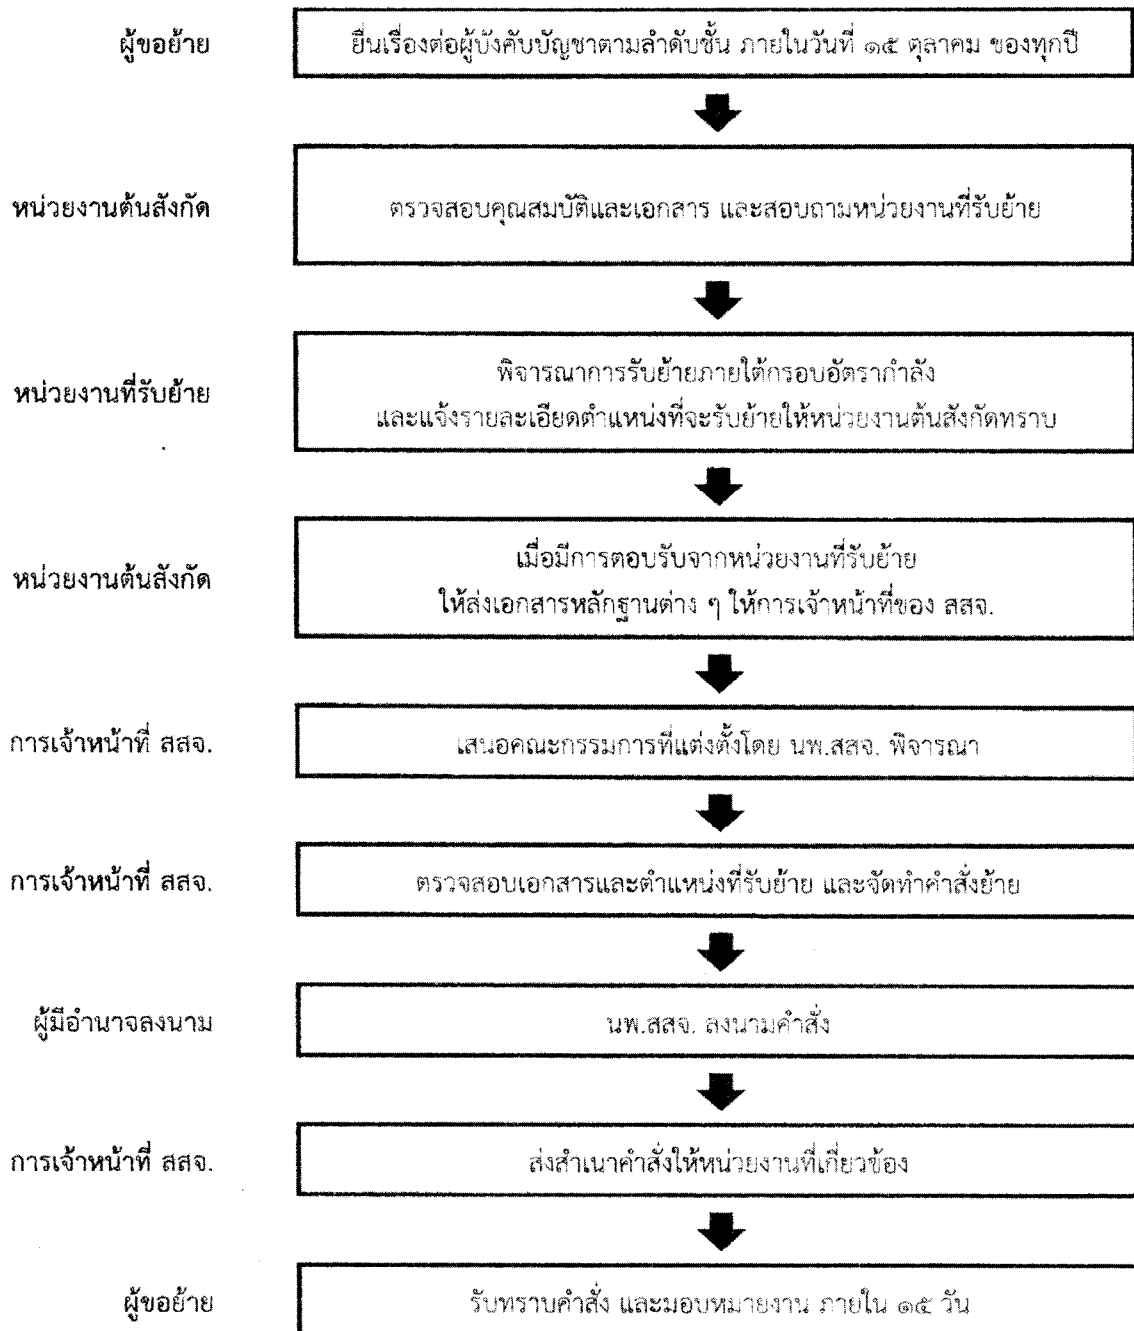 ผู้ขอย้าย
ยื่นเรื่องต่อผู้บังคับบัญชาตามลำดับชั้น ภายในวันที่ ๑๕ ตุลาคม ของทุกปี
หน่วยงานต้นสังกัด
ตรวจสอบคุณสมบัติและเอกสาร และสอบถามหน่วยงานที่รับย้าย
หน่วยงานที่รับย้าย
พิจารณาการรับย้ายภายใต้กรอบอัตรากำลัง
และแจ้งรายละเอียดตำแหน่งที่จะรับย้ายให้หน่วยงานต้นสังกัดทราบ
หน่วยงานต้นสังกัด
เมื่อมีการตอบรับจากหน่วยงานที่รับย้าย
ให้ส่งเอกสารหลักฐานต่าง ๆ ให้การเจ้าหน้าที่ของ สสจ.
การเจ้าหน้าที่ สสจ.
เสนอคณะกรรมการที่แต่งตั้งโดย นพ.สสจ. พิจารณา
การเจ้าหน้าที่ สสจ.
ตรวจสอบเอกสารและตำแหน่งที่รับย้าย และจัดทำคำสั่งย้าย
ผู้มีอำนาจลงนาม
นพ.สสจ. ลงนามคำสั่ง
การเจ้าหน้าที่ สสจ.
ส่งสำเนาคำสั่งให้หน่วยงานที่เกี่ยวข้อง
ผู้ขอย้าย
รับทราบคำสั่ง และมอบหมายงาน ภายใน ๑๕ วัน